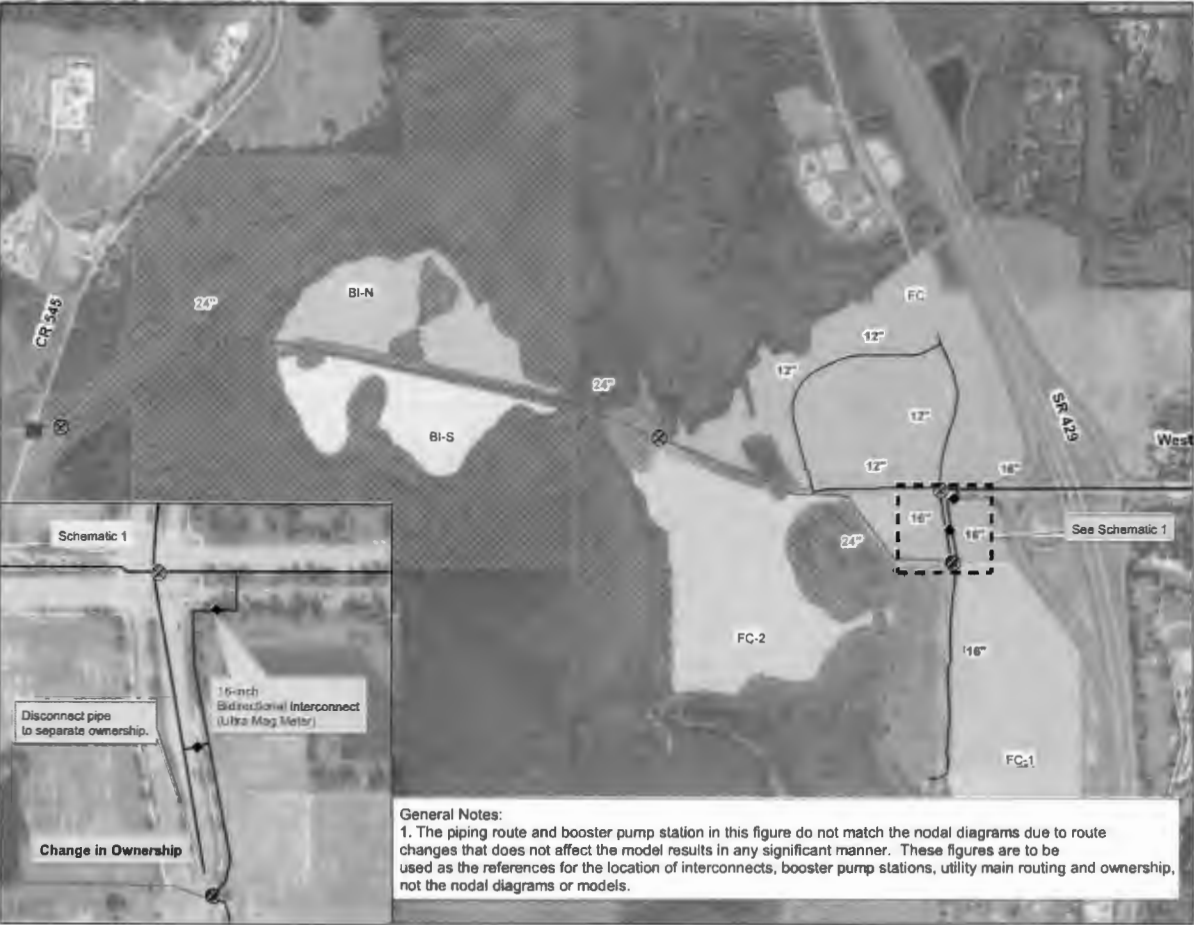 CR 545
24"
BI-N
BI-S
24"
FC
12"
12"
12"
12"
16"
SR 429
West
16"
16"
See Schematic 1
24"
FC-2
16"
FC-1
Schematic 1
16-inch
Bidirectional Interconnect
(Ultra Mag Meter)
Disconnect pipe
to separate ownership.
Change in Ownership
General Notes:
1. The piping route and booster pump station in this figure do not match the nodal diagrams due to route
changes that does not affect the model results in any significant manner. These figures are to be
used as the references for the location of interconnects, booster pump stations, utility main routing and ownership,
not the nodal diagrams or models.